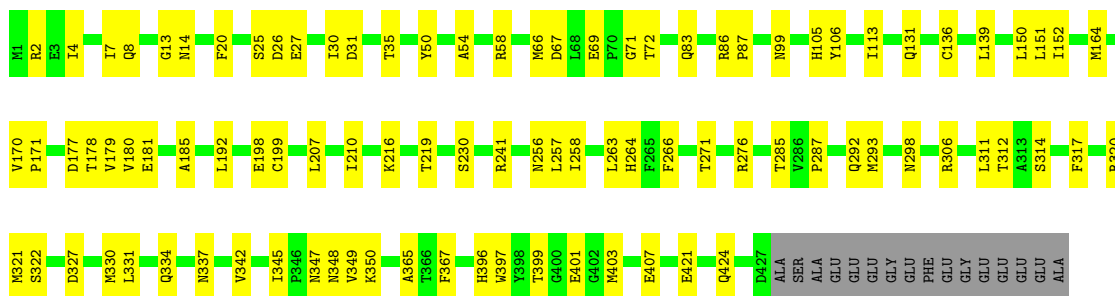 M1 R2 E3 I4 I7 Q8 G13 N14 F20 S25 D26 E27 I30 D31 T35 Y50 A54 R58 M66 D67 L68 E69 P70 G71 T72 Q83 R86 P87 N99 H105 Y106 I113 Q131 C136 L139 L150 L151 I152 M164
V170 P171 D177 T178 V179 V180 E181 A185 L192 E198 C199 L207 I210 K216 T219 S230 R241 N256 L257 I258 L263 H264 F265 F266 T271 R276 T285 V286 P287 Q292 M293 N298 R306 L311 T312 A313 S314 F317 R320
M321 S322 D327 M330 L331 Q334 N337 V342 I345 P346 N347 N348 V349 K350 A365 T366 F367 H396 W397 Y398 T399 G400 E401 G402 M403 E407 E421 Q424 D427 ALA SER ALA GLU GLU GLU GLY GLU PHE GLU GLY GLU GLU GLU GLU ALA